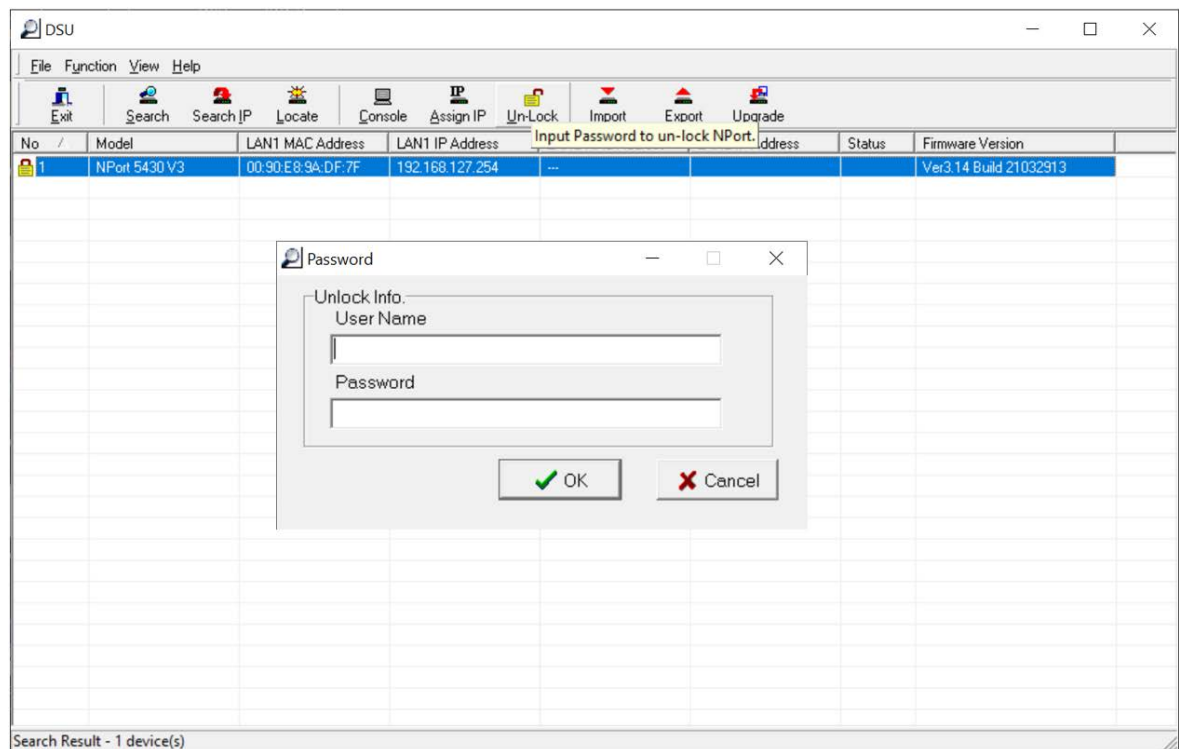 DSU
File Function View Help
Exit Search Search IP Locate Console Assign IP Un-Lock Import Export Upgrade
Input Password to un-lock NPort.
No / Model LAN1 MAC Address LAN1 IP Address ddress Status Firmware Version
1 NPort 5430 V3 00:90:E8:9A:DF:7F 192.168.127.254 --- Ver3.14 Build 21032913
Password
Unlock Info.
User Name
Password
OK Cancel
Search Result - 1 device(s)